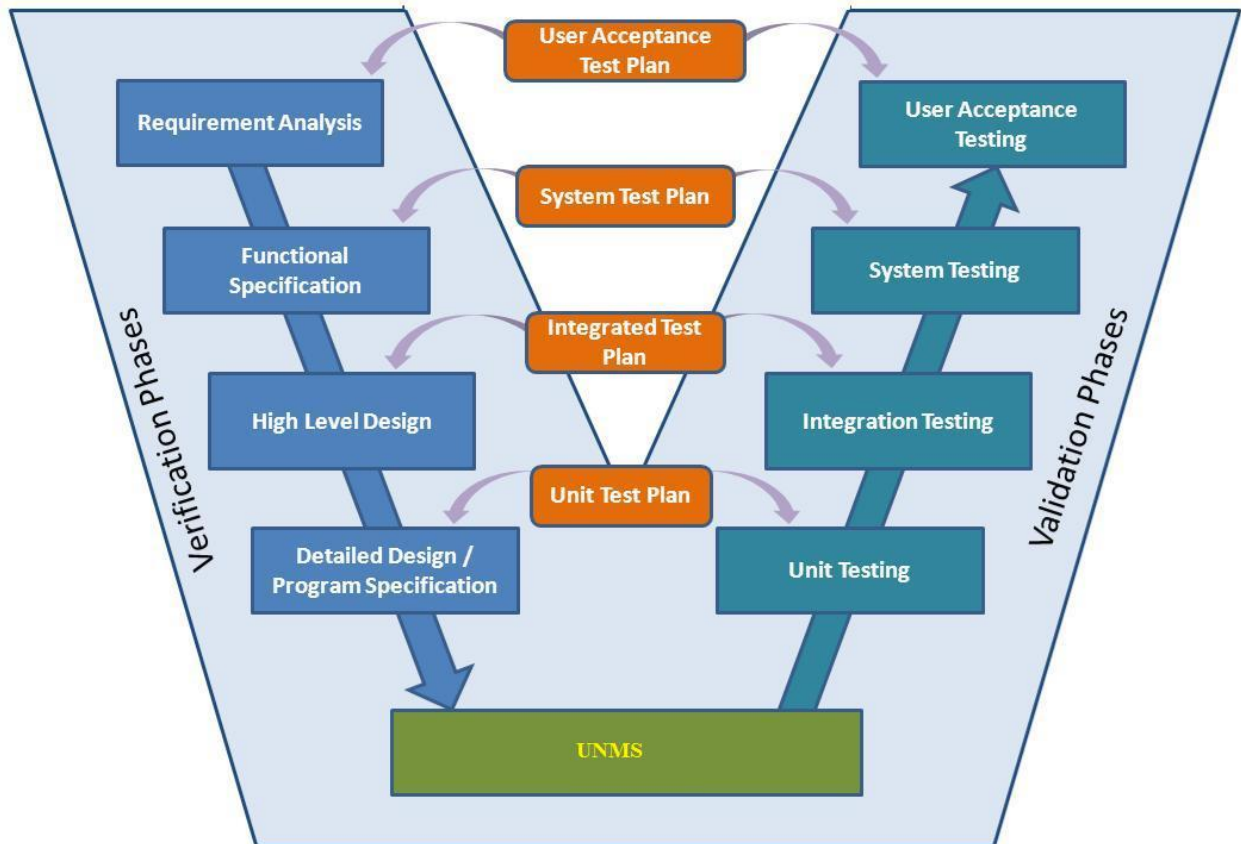 User Acceptance
Test Plan
Requirement Analysis
User Acceptance
Testing
System Test Plan
Functional
Specification
System Testing
Integrated Test
Plan
High Level Design
Integration Testing
Unit Test Plan
Detailed Design /
Program Specification
Unit Testing
Verification Phases
Validation Phases
UNMS